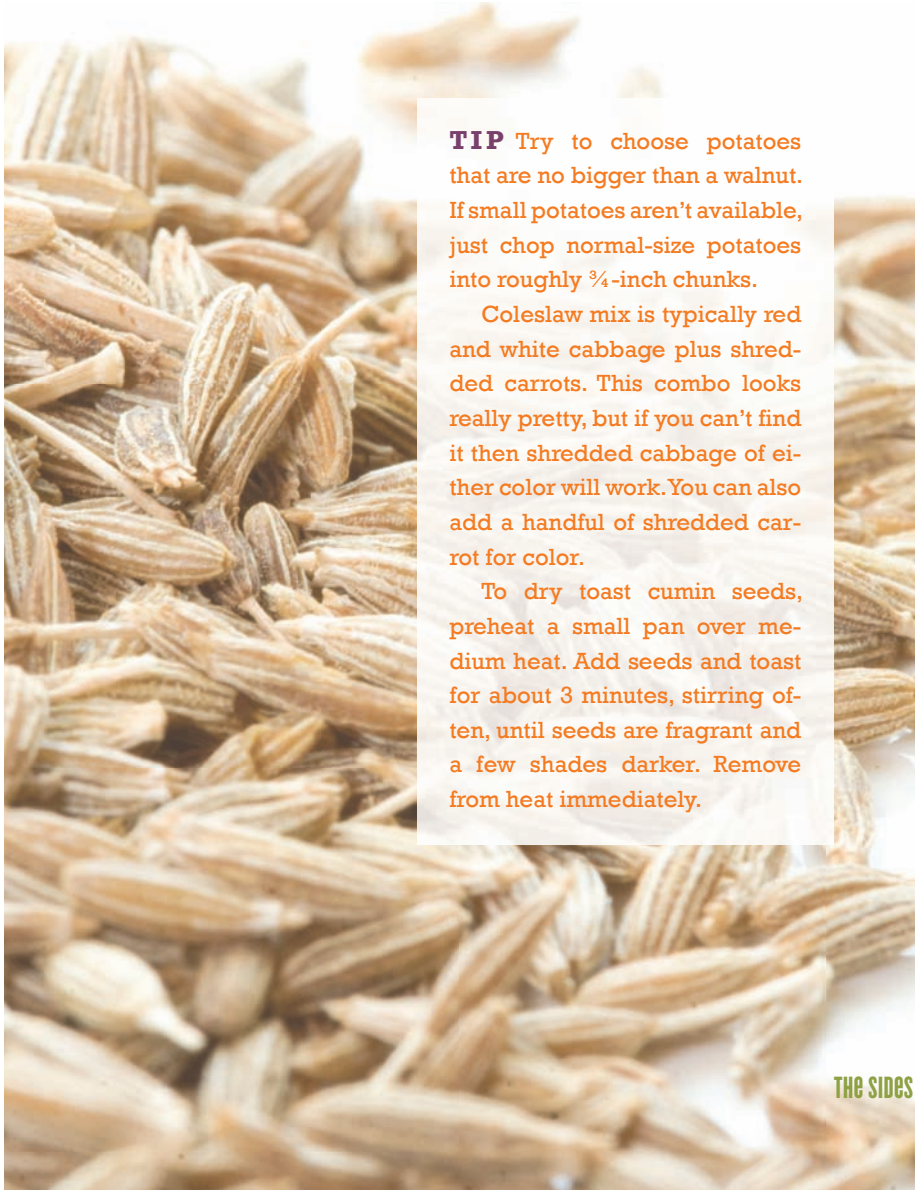 TIP Try to choose potatoes
that are no bigger than a walnut.
If small potatoes aren't available,
just chop normal-size potatoes
into roughly ¾-inch chunks.
Coleslaw mix is typically red
and white cabbage plus shred-
ded carrots. This combo looks
really pretty, but if you can't find
it then shredded cabbage of ei-
ther color will work. You can also
add a handful of shredded car-
rot for color.
To dry toast cumin seeds,
preheat a small pan over me-
dium heat. Add seeds and toast
for about 3 minutes, stirring of-
ten, until seeds are fragrant and
a few shades darker. Remove
from heat immediately.
THE SIDES